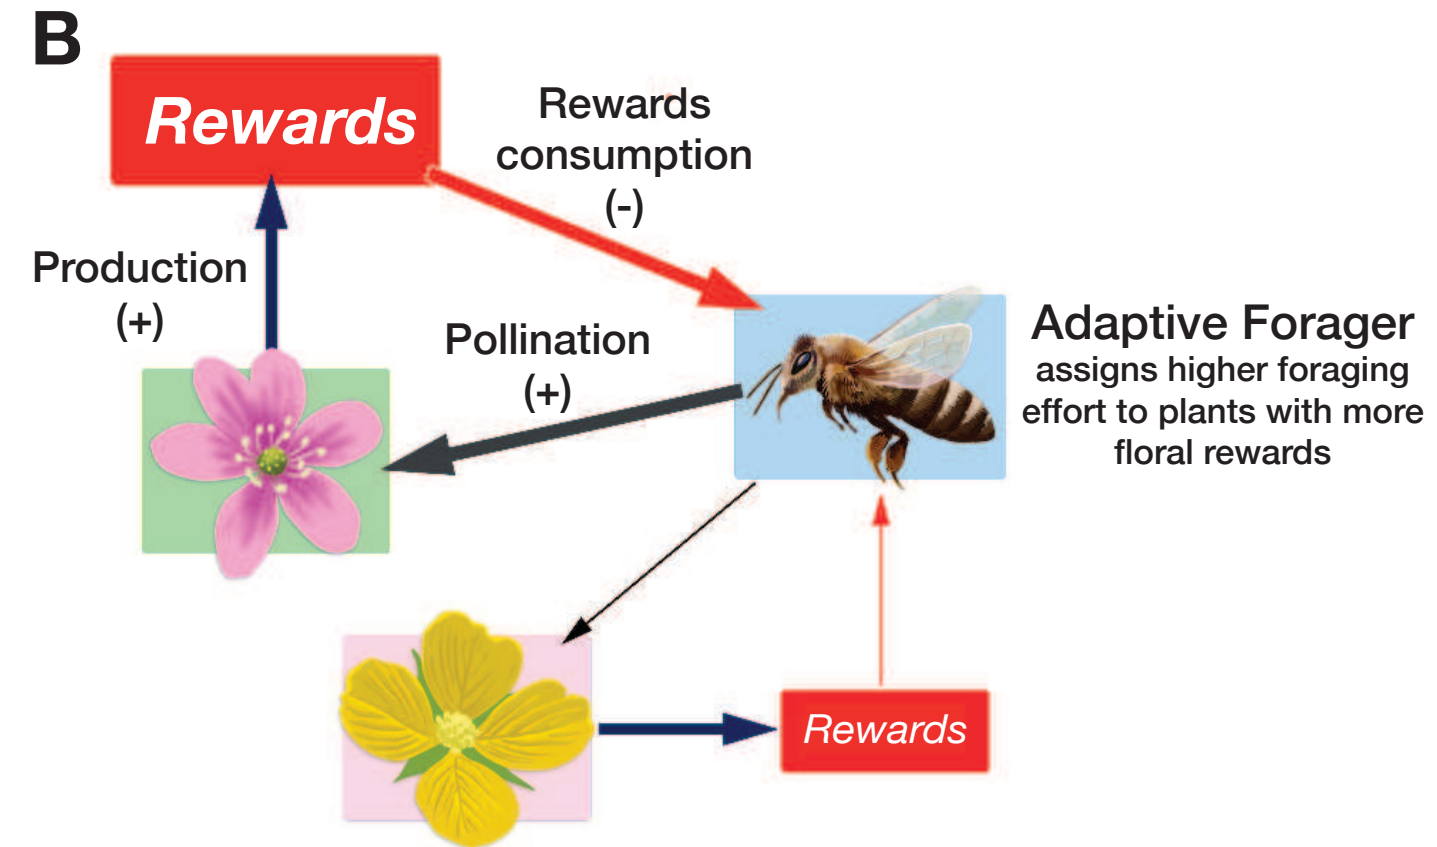 B
Rewards
Rewards
consumption
(-)
Production
(+)
Pollination
(+)
Adaptive Forager
assigns higher foraging
effort to plants with more
floral rewards
Rewards